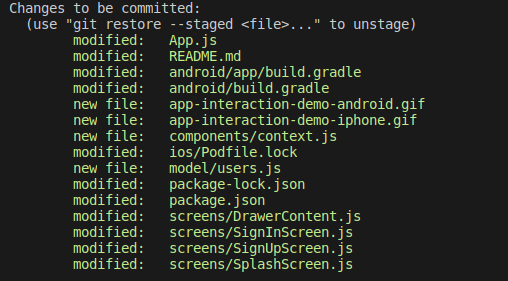 Changes to be committed:
  (use "git restore --staged <file>..." to unstage)
        modified:   App.js
        modified:   README.md
        modified:   android/app/build.gradle
        modified:   android/build.gradle
        new file:   app-interaction-demo-android.gif
        new file:   app-interaction-demo-iphone.gif
        new file:   components/context.js
        modified:   ios/Podfile.lock
        new file:   model/users.js
        modified:   package-lock.json
        modified:   package.json
        modified:   screens/DrawerContent.js
        modified:   screens/SignInScreen.js
        modified:   screens/SignUpScreen.js
        modified:   screens/SplashScreen.js